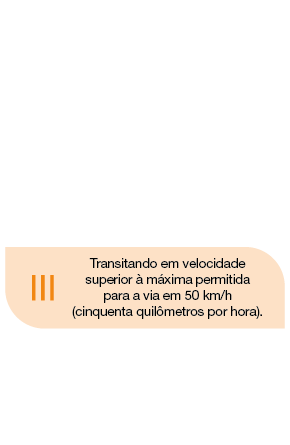 III
Transitando em velocidade
superior à máxima permitida
para a via em 50 km/h
(cinquenta quilômetros por hora).